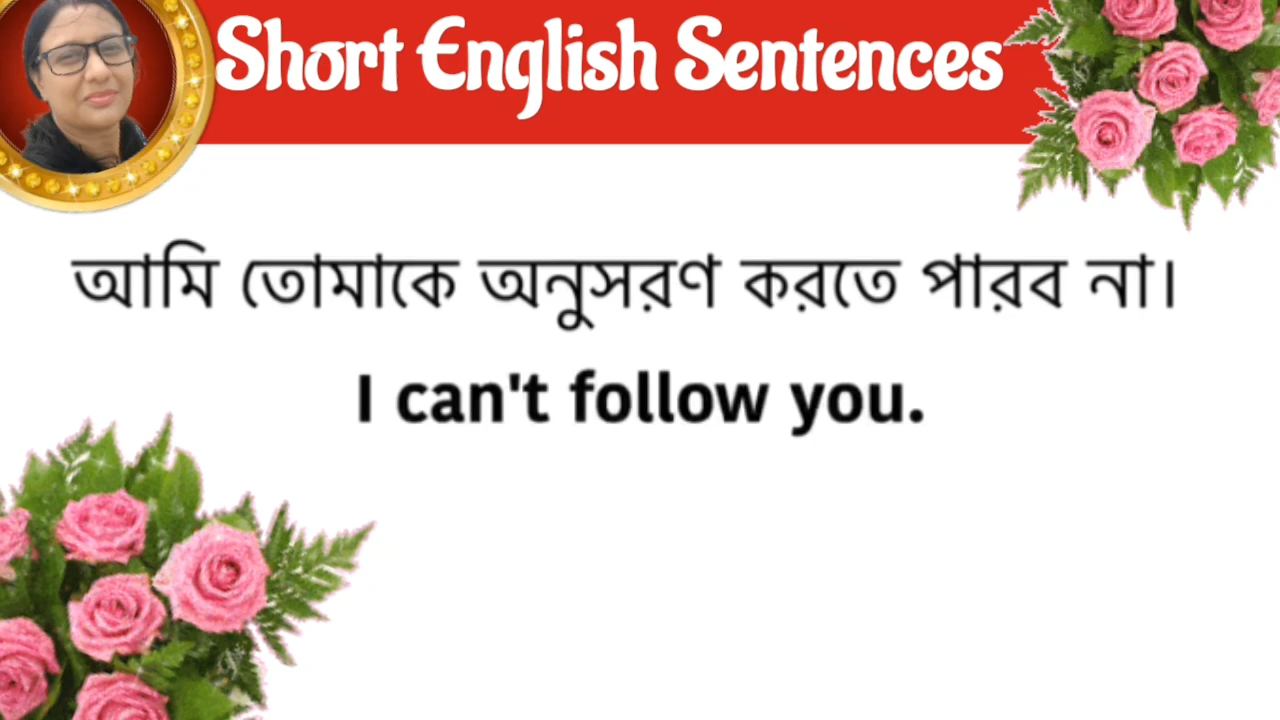 Short English Sentences
আমি তোমাকে অনুসরণ করতে পারব না।
I can't follow you.